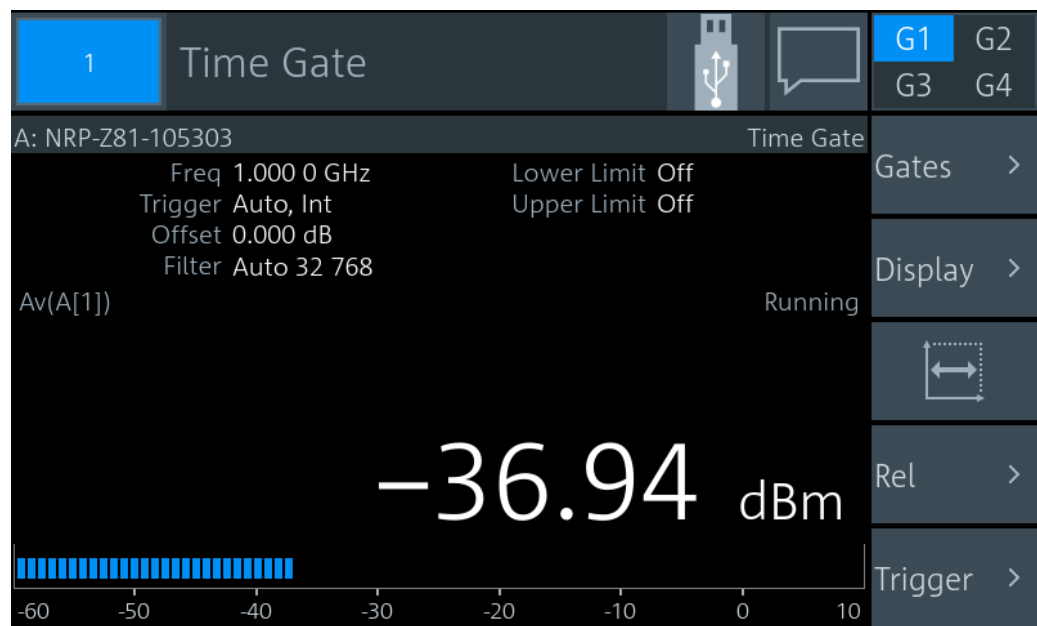 1 Time Gate
G1 G2
G3 G4
A: NRP-Z81-105303 Time Gate
Freq 1.000 0 GHz Lower Limit Off
Trigger Auto, Int Upper Limit Off
Offset 0.000 dB
Filter Auto 32 768
Av(A[1]) Running
−36.94 dBm
-60 -50 -40 -30 -20 -10 0 10
Gates >
Display >
Rel >
Trigger >